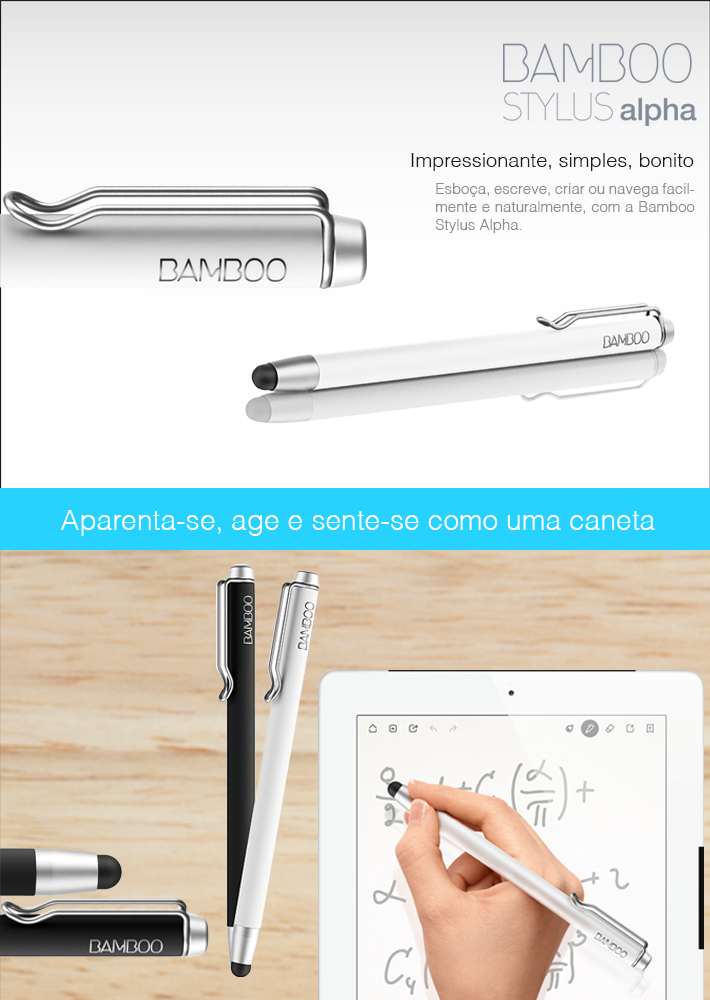 BAMBOO
STYLUS alpha
Impressionante, simples, bonito
Esboça, escreve, criar ou navega facil-
mente e naturalmente, com a Bamboo
Stylus Alpha.
BAMBOO
BAMBOO
Aparenta-se, age e sente-se como uma caneta
BAMBOO
BAMBOO
BAMBOO
BAMBOO